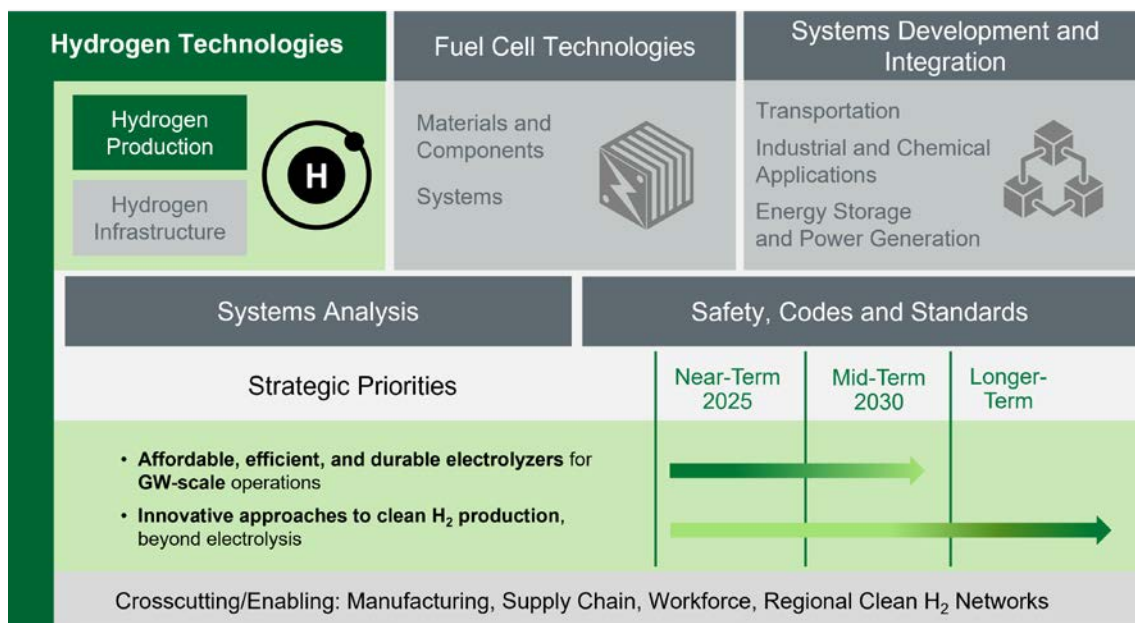 Hydrogen Technologies
Hydrogen
Production
H
Hydrogen
Infrastructure
Fuel Cell Technologies
Materials and
Components
Systems
Systems Development and
Integration
Transportation
Industrial and Chemical
Applications
Energy Storage
and Power Generation
Systems Analysis
Safety, Codes and Standards
Strategic Priorities
Near-Term
2025
Mid-Term
2030
Longer-
Term
• Affordable, efficient, and durable electrolyzers for
GW-scale operations
• Innovative approaches to clean H₂ production,
beyond electrolysis
Crosscutting/Enabling: Manufacturing, Supply Chain, Workforce, Regional Clean H₂ Networks